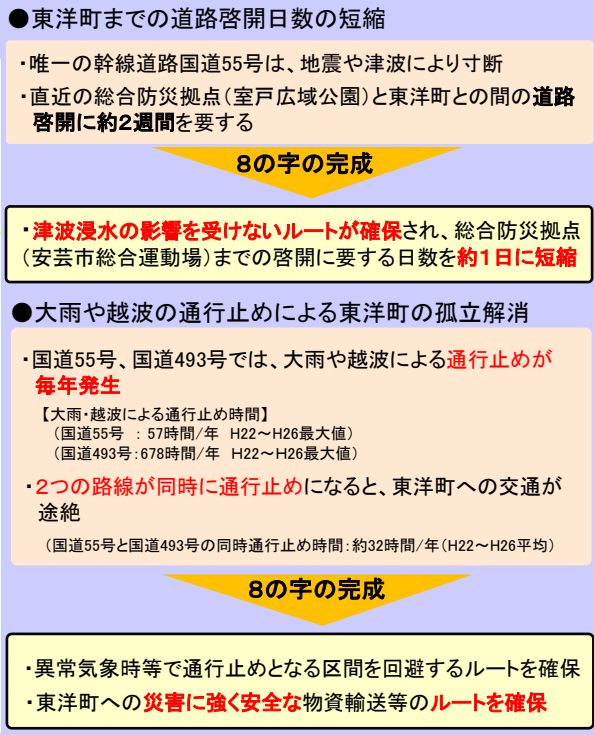 ●東洋町までの道路啓開日数の短縮
・唯一の幹線道路国道55号は、地震や津波により寸断
・直近の総合防災拠点（室戸広域公園）と東洋町との間の道路
啓開に約２週間を要する
８の字の完成
・津波浸水の影響を受けないルートが確保され、総合防災拠点
（安芸市総合運動場）までの啓開に要する日数を約１日に短縮
●大雨や越波の通行止めによる東洋町の孤立解消
・国道55号、国道493号では、大雨や越波による通行止めが
毎年発生
【大雨・越波による通行止め時間】
（国道55号 ： 57時間/年 H22～H26最大値）
（国道493号：678時間/年 H22～H26最大値）
・２つの路線が同時に通行止めになると、東洋町への交通が
途絶
（国道55号と国道493号の同時通行止め時間：約32時間/年（H22～H26平均）
８の字の完成
・異常気象時等で通行止めとなる区間を回避するルートを確保
・東洋町への災害に強く安全な物資輸送等のルートを確保